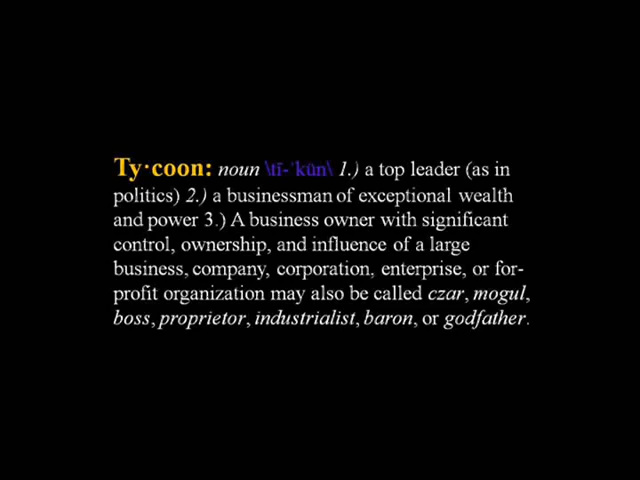 Ty·coon: noun \tī-ˈkün\ 1.) a top leader (as in
politics) 2.) a businessman of exceptional wealth
and power 3.) A business owner with significant
control, ownership, and influence of a large
business, company, corporation, enterprise, or for-
profit organization may also be called czar, mogul,
boss, proprietor, industrialist, baron, or godfather.